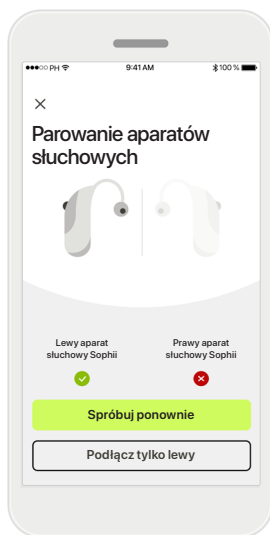 ●●●○○ PH 9:41 AM 100 %
Parowanie aparatów
słuchowych
Lewy aparat
słuchowy Sophii
Prawy aparat
słuchowy Sophii
Spróbuj ponownie
Podłącz tylko lewy